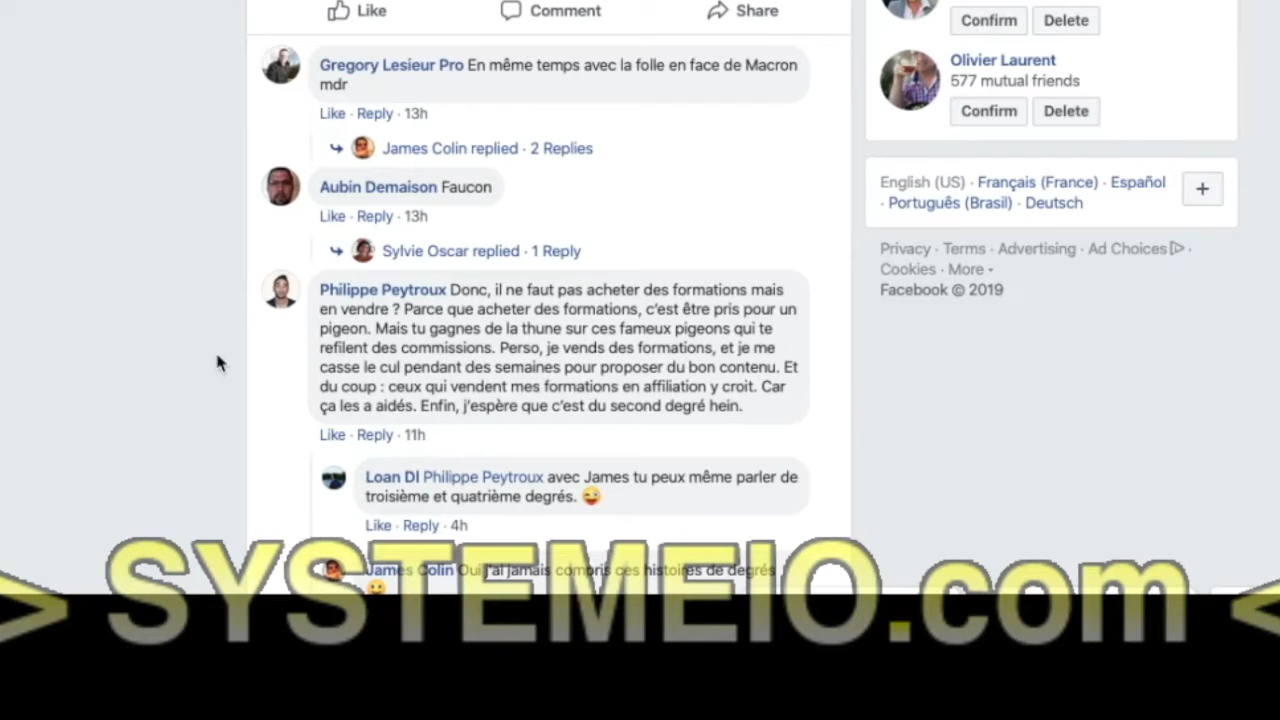 Like Comment Share
Gregory Lesieur Pro En même temps avec la folle en face de Macron
mdr
Like · Reply · 13h
James Colin replied · 2 Replies
Aubin Demaison Faucon
Like · Reply · 13h
Sylvie Oscar replied · 1 Reply
Philippe Peytroux Donc, il ne faut pas acheter des formations mais
en vendre ? Parce que acheter des formations, c'est être pris pour un
pigeon. Mais tu gagnes de la thune sur ces fameux pigeons qui te
refilent des commissions. Perso, je vends des formations, et je me
casse le cul pendant des semaines pour proposer du bon contenu. Et
du coup : ceux qui vendent mes formations en affiliation y croit. Car
ça les a aidés. Enfin, j'espère que c'est du second degré hein.
Like · Reply · 11h
Loan Dl Philippe Peytroux avec James tu peux même parler de
troisième et quatrième degrés. 😂
Like · Reply · 4h
James Colin Oui j'ai jamais compris ces histoires de degrés
🙂
> SYSTEMEIO.com <
Confirm Delete
Olivier Laurent
577 mutual friends
Confirm Delete
English (US) · Français (France) · Español
· Português (Brasil) · Deutsch
+
Privacy · Terms · Advertising · Ad Choices ·
Cookies · More
Facebook © 2019